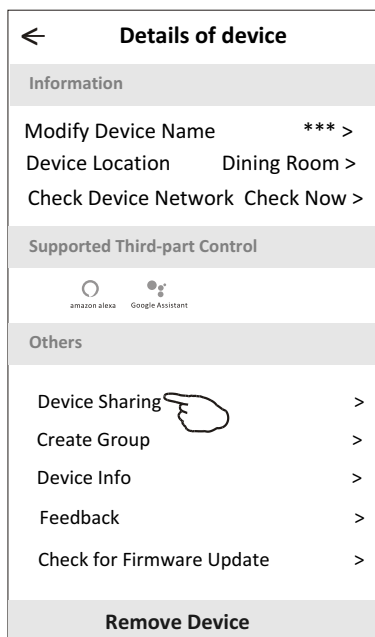 ← Details of device
Information
Modify Device Name *** >
Device Location Dining Room >
Check Device Network Check Now >
Supported Third-part Control
amazon alexa Google Assistant
Others
Device Sharing >
Create Group >
Device Info >
Feedback >
Check for Firmware Update >
Remove Device